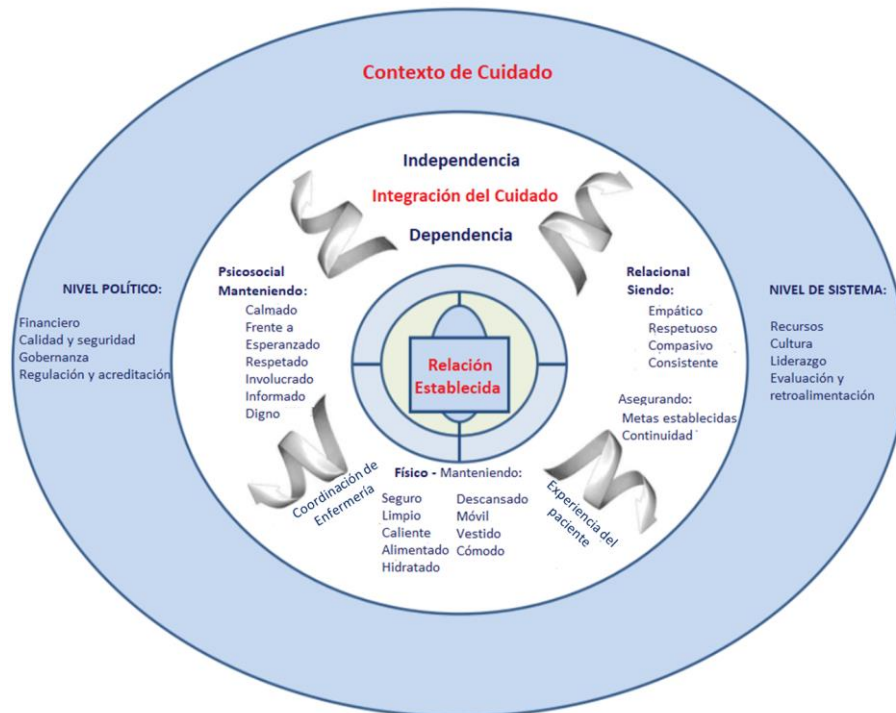 Contexto de Cuidado
Independencia
Integración del Cuidado
Dependencia
NIVEL POLÍTICO:
Financiero
Calidad y seguridad
Gobernanza
Regulación y acreditación
Psicosocial
Manteniendo:
Calmado
Frente a
Esperanzado
Respetado
Involucrado
Informado
Digno
Relación
Establecida
Relacional
Siendo:
Empático
Respetuoso
Compasivo
Consistente
Asegurando:
Metas establecidas
Continuidad
NIVEL DE SISTEMA:
Recursos
Cultura
Liderazgo
Evaluación y
retroalimentación
Coordinación de
Enfermería
Físico - Manteniendo:
Seguro
Limpio
Caliente
Alimentado
Hidratado
Descansado
Móvil
Vestido
Cómodo
Experiencia del
paciente